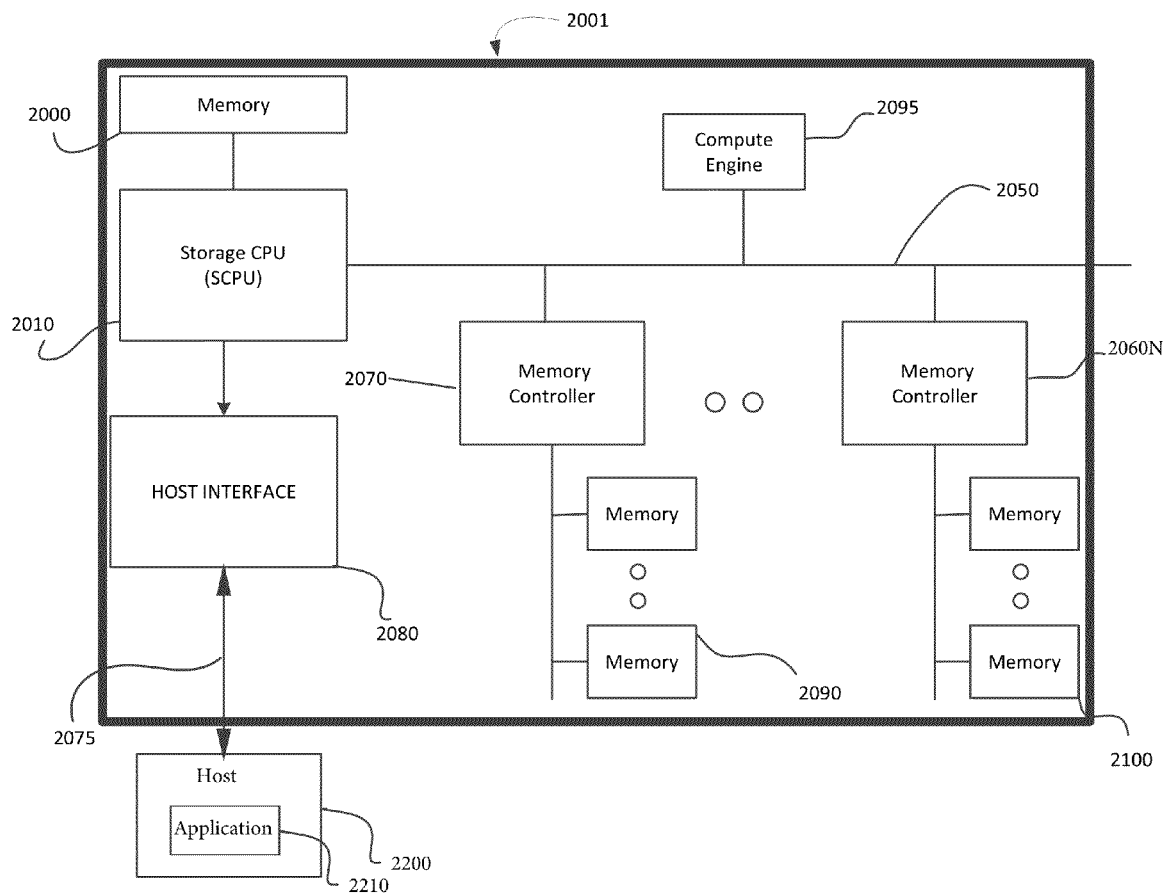 2001
Memory
2000
2095
Compute
Engine
2050
Storage CPU
(SCPU)
2010
2070
Memory
Controller
Memory
Controller
2060N
HOST INTERFACE
Memory
Memory
2080
Memory
2090
Memory
2075
2100
Host
Application
2200
2210